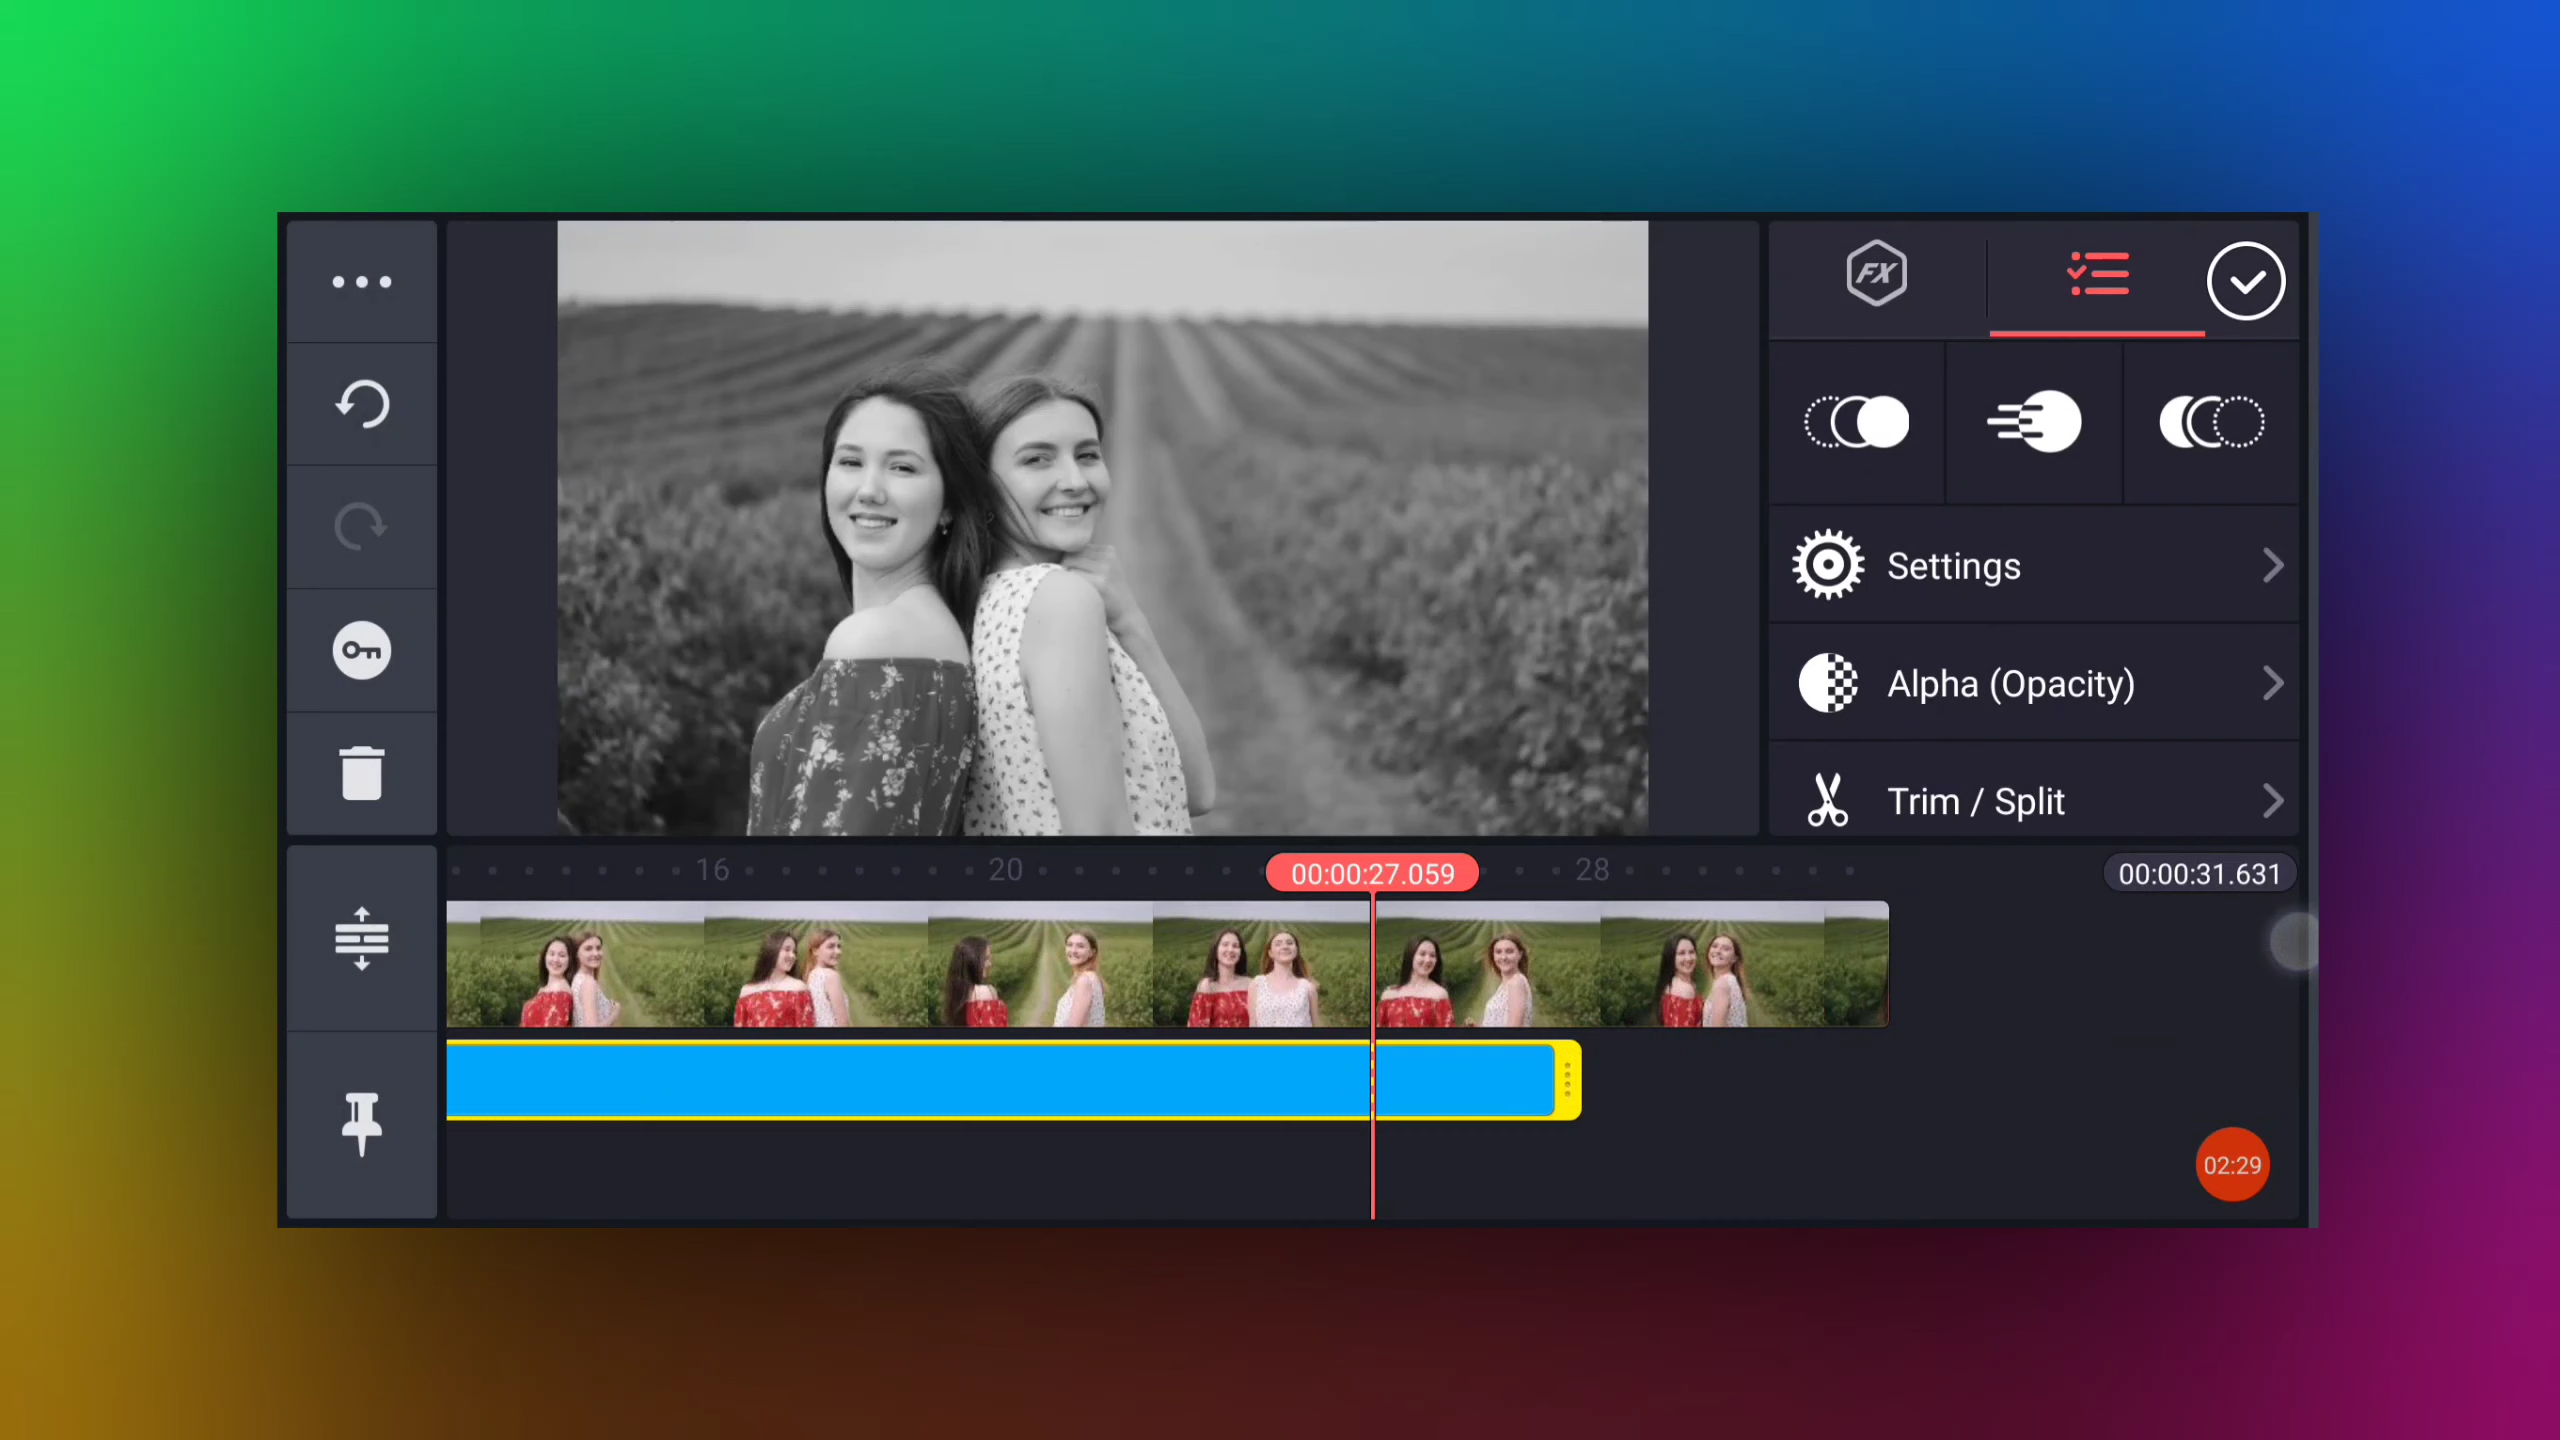 FX
Settings
Alpha (Opacity)
Trim / Split
16
20
00:00:27.059
28
00:00:31.631
02:29